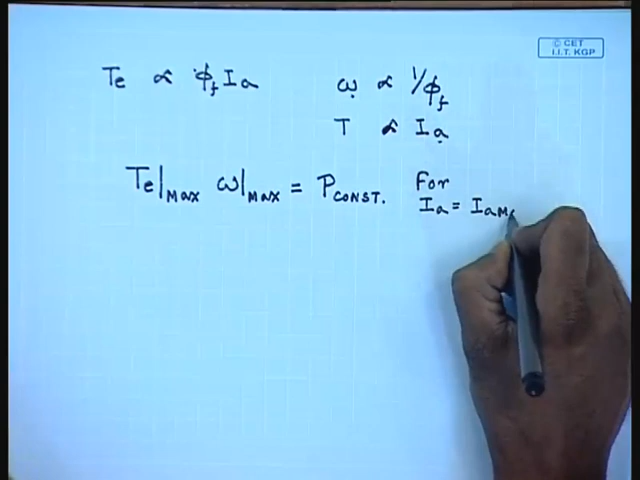 © CET
I.I.T. KGP
Te ∝ ϕf Ia
ω ∝ 1/ϕf
T ∝ Ia
Te|MAX ω|MAX = PCONST. For
Ia = IaM